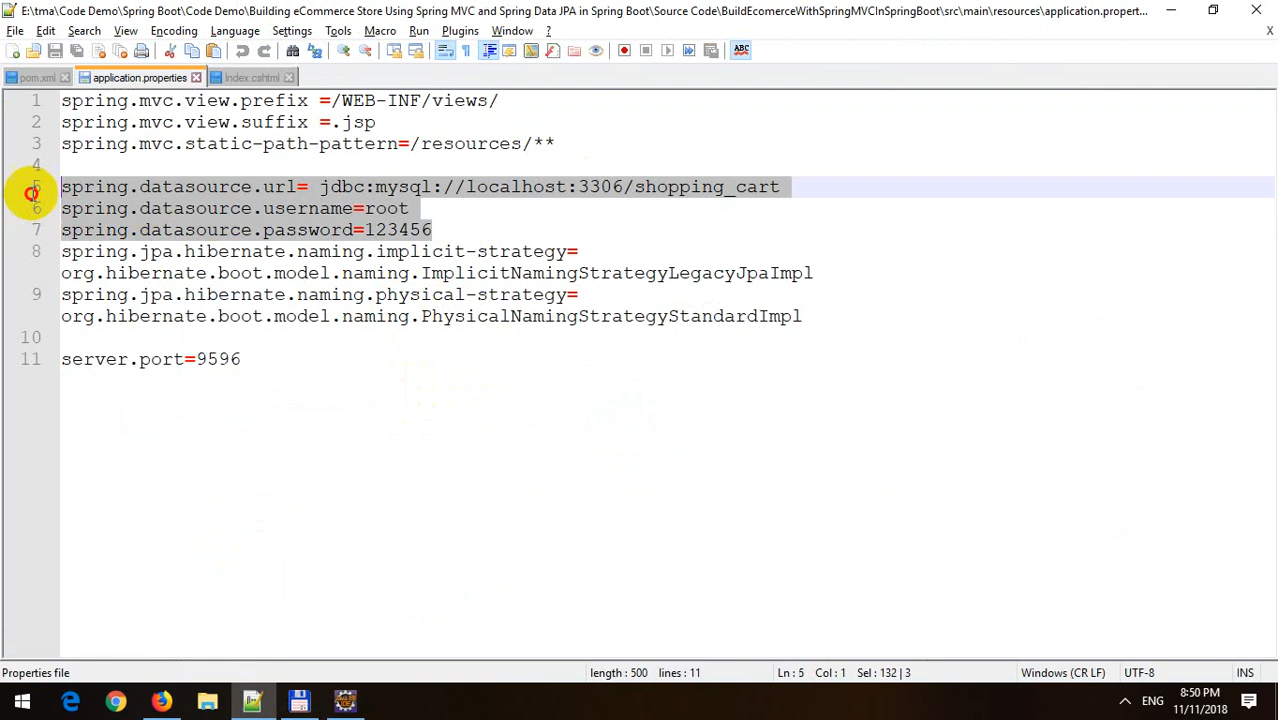 E:\tma\Code Demo\Spring Boot\Code Demo\Building eCommerce Store Using Spring MVC and Spring Data JPA in Spring Boot\Source Code\BuildEcomerceWithSpringMVCInSpringBoot\src\main\resources\application.propert...
File Edit Search View Encoding Language Settings Tools Macro Run Plugins Window ? X
ABC
pom.xml application.properties Index.cshtml
1 spring.mvc.view.prefix =/WEB-INF/views/
2 spring.mvc.view.suffix =.jsp
3 spring.mvc.static-path-pattern=/resources/**
4
5 spring.datasource.url= jdbc:mysql://localhost:3306/shopping_cart
6 spring.datasource.username=root
7 spring.datasource.password=123456
8 spring.jpa.hibernate.naming.implicit-strategy=
org.hibernate.boot.model.naming.ImplicitNamingStrategyLegacyJpaImpl
9 spring.jpa.hibernate.naming.physical-strategy=
org.hibernate.boot.model.naming.PhysicalNamingStrategyStandardImpl
10
11 server.port=9596
Properties file length : 500 lines : 11 Ln : 5 Col : 1 Sel : 132 | 3 Windows (CR LF) UTF-8 INS
ENG
8:50 PM
11/11/2018